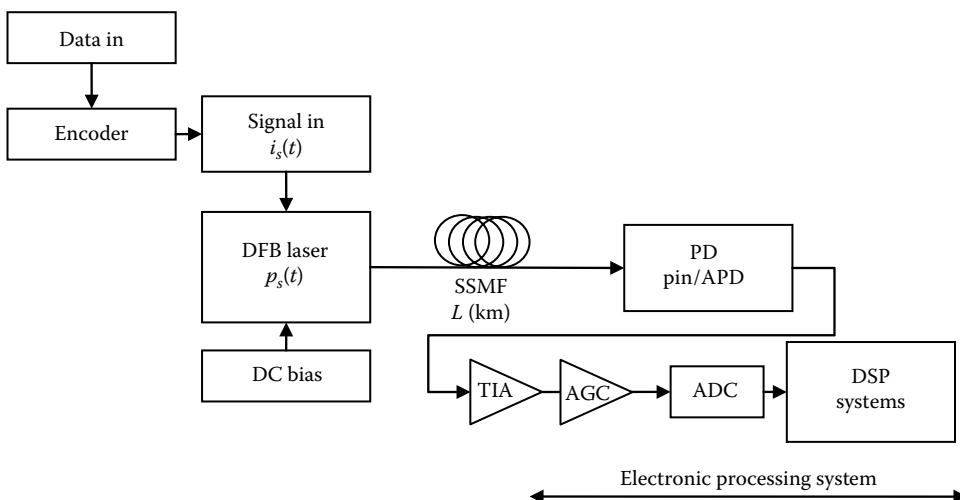 Data in
Encoder
Signal in
i_s(t)
DFB laser
p_s(t)
DC bias
SSMF
L (km)
PD
pin/APD
TIA
AGC
ADC
DSP
systems
Electronic processing system